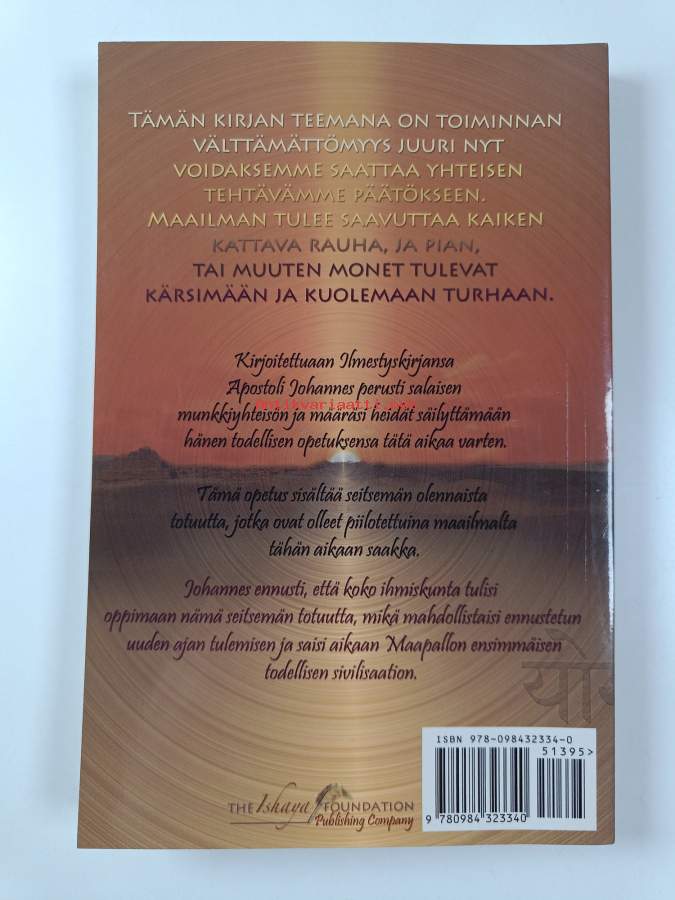 TÄMÄN KIRJAN TEEMANA ON TOIMINNAN
VÄLTTÄMÄTTÖMYYS JUURI NYT
VOIDAKSEMME SAATTAA YHTEISEN
TEHTÄVÄMME PÄÄTÖKSEEN.
MAAILMAN TULEE SAAVUTTAA KAIKEN
KATTAVA RAUHA, JA PIAN,
TAI MUUTEN MONET TULEVAT
KÄRSIMÄÄN JA KUOLEMAAN TURHAAN.
Kirjoitettuaan Ilmestyskirjansa
Apostoli Johannes perusti salaisen
munkkiyhteisön ja määräsi heidät säilyttämään
hänen todellisen opetuksensa tätä aikaa varten.
Tämä opetus sisältää seitsemän olennaista
totuutta, jotka ovat olleet piilotettuina maailmalta
tähän aikaan saakka.
Johannes ennusti, että koko ihmiskunta tulisi
oppimaan nämä seitsemän totuutta, mikä mahdollistaisi ennustetun
uuden ajan tulemisen ja saisi aikaan Maapallon ensimmäisen
todellisen sivilisaation.
ISBN 978-098432334-0
51395>
9 780984 323340
THE Ishaya FOUNDATION
Publishing Company